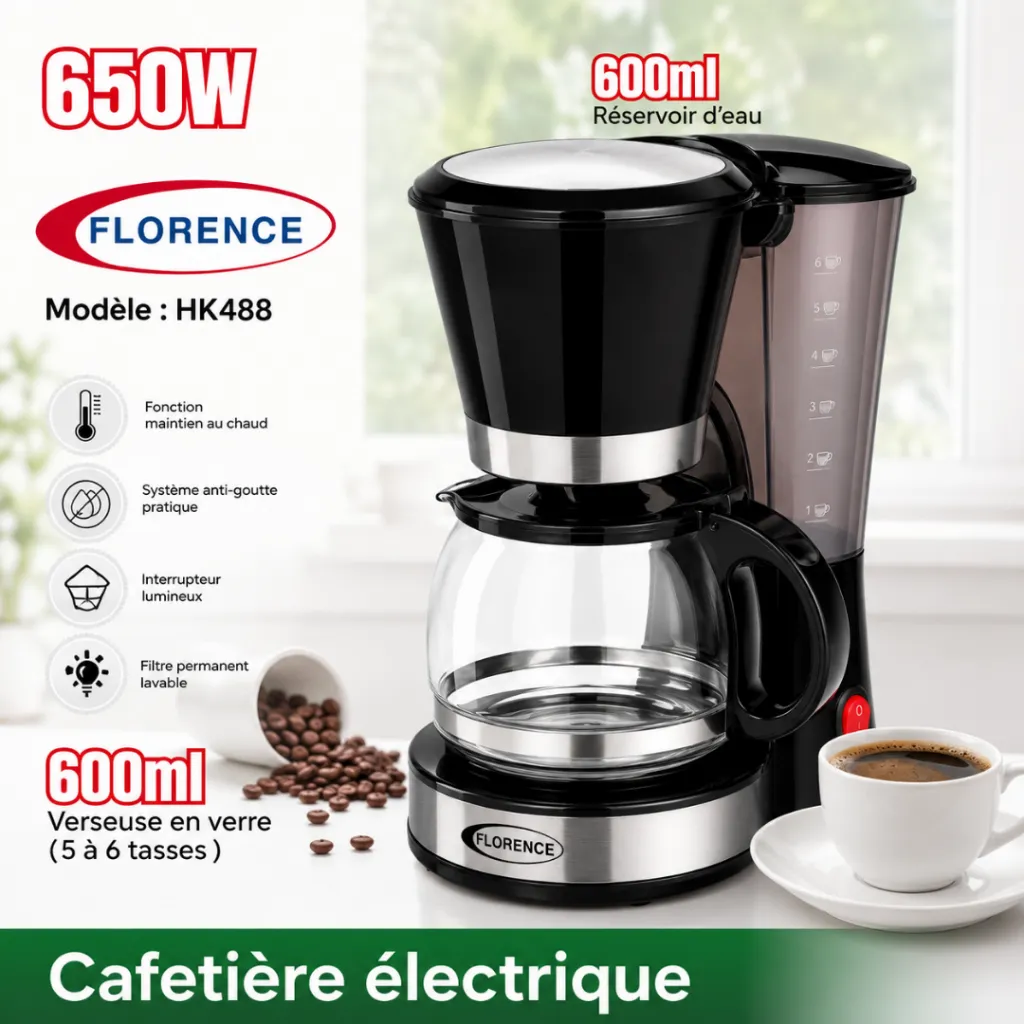 650W
600ml
Réservoir d'eau
FLORENCE
Modèle : HK488
6
5
4
3
2
1
Fonction
maintien au chaud
Système anti-goutte
pratique
Interrupteur
lumineux
Filtre permanent
lavable
O
I
600ml
Verseuse en verre
( 5 à 6 tasses )
FLORENCE
Cafetière électrique